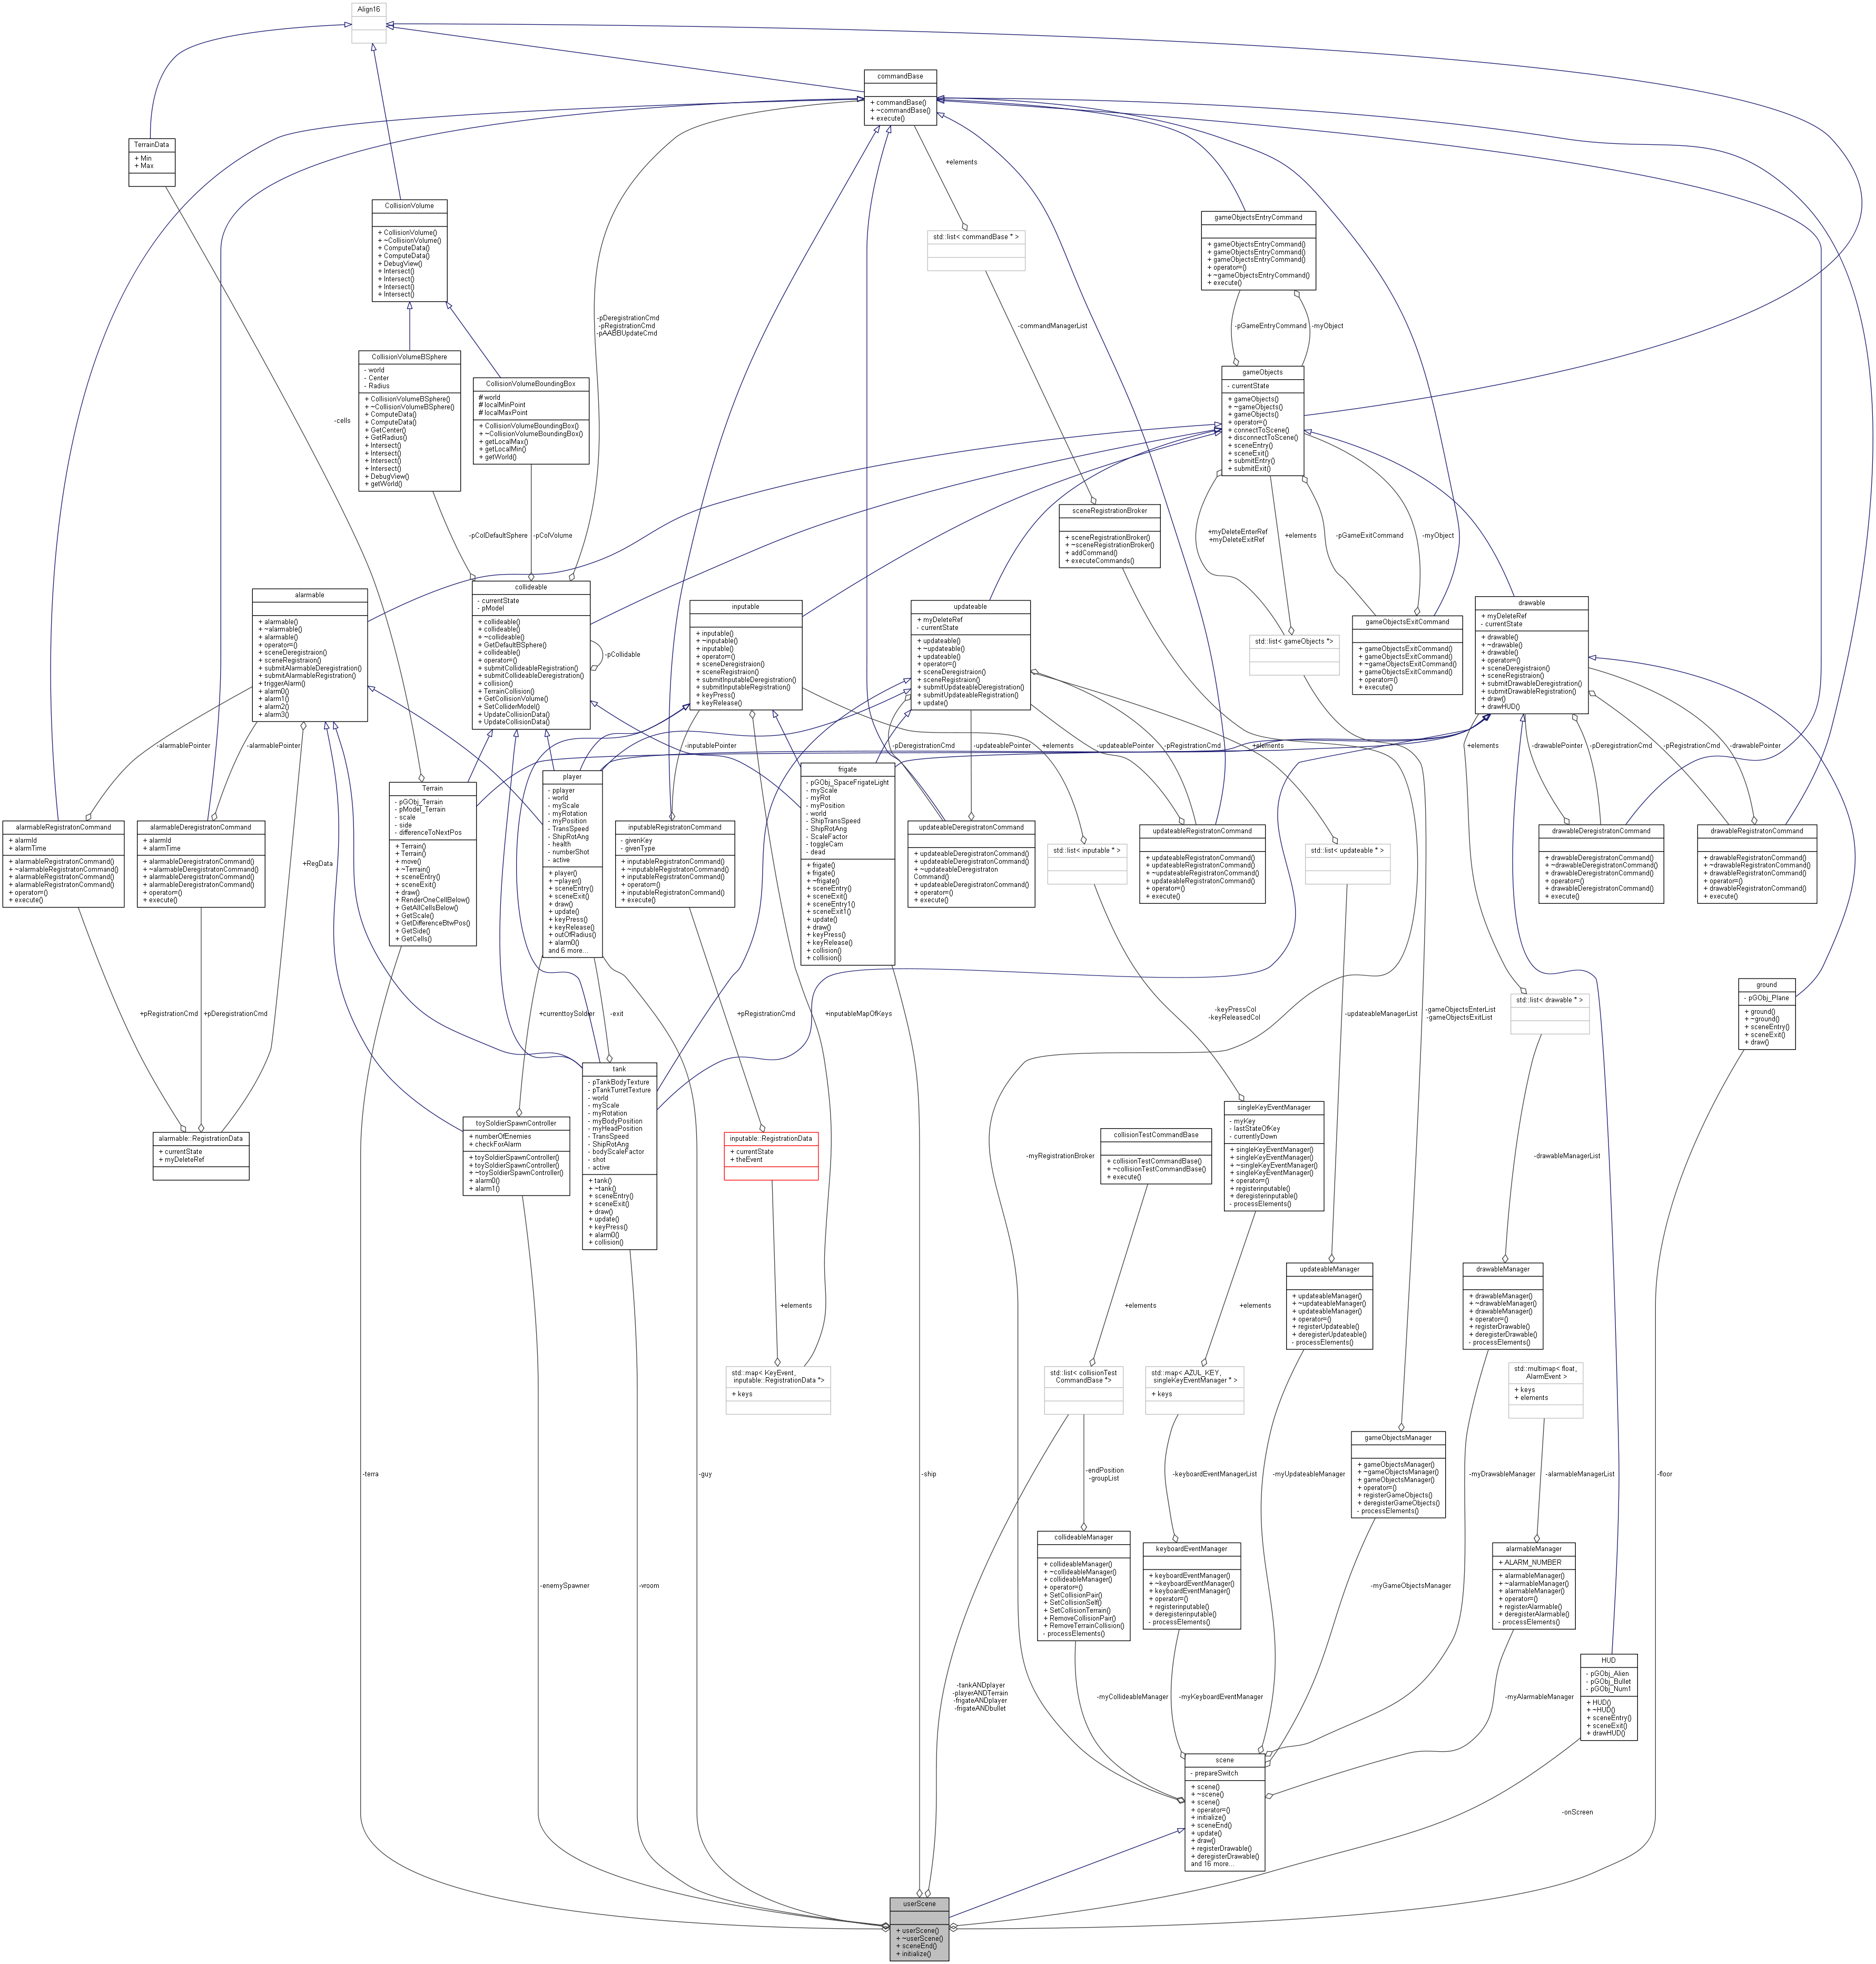 Align16
commandBase
+ commandBase()
+ ~commandBase()
+ execute()
TerrainData
+ Min
+ Max
+elements
CollisionVolume
+ CollisionVolume()
+ ~CollisionVolume()
+ ComputeData()
+ ComputeData()
+ DebugView()
+ Intersect()
+ Intersect()
+ Intersect()
+ Intersect()
gameObjectsEntryCommand
+ gameObjectsEntryCommand()
+ gameObjectsEntryCommand()
+ gameObjectsEntryCommand()
+ operator=()
+ ~gameObjectsEntryCommand()
+ execute()
std::list< commandBase * >
-pDeregistrationCmd
-pRegistrationCmd
-pAABBUpdateCmd
-commandManagerList
-pGameEntryCommand
-myObject
CollisionVolumeBSphere
- world
- Center
- Radius
+ CollisionVolumeBSphere()
+ ~CollisionVolumeBSphere()
+ ComputeData()
+ ComputeData()
+ GetCenter()
+ GetRadius()
+ Intersect()
+ Intersect()
+ Intersect()
+ Intersect()
+ DebugView()
+ getWorld()
CollisionVolumeBoundingBox
# world
# localMinPoint
# localMaxPoint
+ CollisionVolumeBoundingBox()
+ ~CollisionVolumeBoundingBox()
+ getLocalMax()
+ getLocalMin()
+ getWorld()
gameObjects
- currentState
+ gameObjects()
+ ~gameObjects()
+ gameObjects()
+ operator=()
+ connectToScene()
+ disconnectToScene()
+ sceneEntry()
+ sceneExit()
+ submitEntry()
+ submitExit()
-cells
sceneRegistrationBroker
+ sceneRegistrationBroker()
+ ~sceneRegistrationBroker()
+ addCommand()
+ executeCommands()
-pColDefaultSphere
-pColVolume
+myDeleteEnterRef
+myDeleteExitRef
+elements
-pGameExitCommand
-myObject
alarmable
+ alarmable()
+ ~alarmable()
+ alarmable()
+ operator=()
+ sceneDeregistraion()
+ sceneRegistraion()
+ submitAlarmableDeregistration()
+ submitAlarmableRegistration()
+ triggerAlarm()
+ alarm0()
+ alarm1()
+ alarm2()
+ alarm3()
collideable
- currentState
- pModel
+ collideable()
+ collideable()
+ ~collideable()
+ GetDefaultBSphere()
+ collideable()
+ operator=()
+ submitCollideableRegistration()
+ submitCollideableDeregistration()
+ collision()
+ TerrainCollision()
+ GetCollisionVolume()
+ SetColliderModel()
+ UpdateCollisionData()
+ UpdateCollisionData()
-pCollidable
inputable
+ inputable()
+ ~inputable()
+ inputable()
+ operator=()
+ sceneDeregistraion()
+ sceneRegistraion()
+ submitInputableDeregistration()
+ submitInputableRegistration()
+ keyPress()
+ keyRelease()
updateable
+ myDeleteRef
- currentState
+ updateable()
+ ~updateable()
+ updateable()
+ operator=()
+ sceneDeregistraion()
+ sceneRegistraion()
+ submitUpdateableDeregistration()
+ submitUpdateableRegistration()
+ update()
std::list< gameObjects *>
gameObjectsExitCommand
+ gameObjectsExitCommand()
+ gameObjectsExitCommand()
+ ~gameObjectsExitCommand()
+ gameObjectsExitCommand()
+ operator=()
+ execute()
drawable
+ myDeleteRef
- currentState
+ drawable()
+ ~drawable()
+ drawable()
+ operator=()
+ sceneDeregistraion()
+ sceneRegistraion()
+ submitDrawableDeregistration()
+ submitDrawableRegistration()
+ draw()
+ drawHUD()
-alarmablePointer
-alarmablePointer
-inputablePointer
-pDeregistrationCmd
-updateablePointer
+elements
-updateablePointer
-pRegistrationCmd
+elements
+elements
-drawablePointer
-pDeregistrationCmd
-pRegistrationCmd
-drawablePointer
alarmableRegistratonCommand
+ alarmId
+ alarmTime
+ alarmableRegistratonCommand()
+ ~alarmableRegistratonCommand()
+ alarmableRegistratonCommand()
+ alarmableRegistratonCommand()
+ operator=()
+ execute()
alarmableDeregistratonCommand
+ alarmId
+ alarmTime
+ alarmableDeregistratonCommand()
+ ~alarmableDeregistratonCommand()
+ alarmableDeregistratonCommand()
+ alarmableDeregistratonCommand()
+ operator=()
+ execute()
+RegData
Terrain
- pGObj_Terrain
- pModel_Terrain
- scale
- side
- differenceToNextPos
+ Terrain()
+ Terrain()
+ move()
+ ~Terrain()
+ sceneEntry()
+ sceneExit()
+ draw()
+ RenderOneCellBelow()
+ GetAllCellsBelow()
+ GetScale()
+ GetDifferenceBtwPos()
+ GetSide()
+ GetCells()
player
- pplayer
- world
- myScale
- myRotation
- myPosition
- TransSpeed
- ShipRotAng
- health
- numberShot
- active
+ player()
+ ~player()
+ sceneEntry()
+ sceneExit()
+ draw()
+ update()
+ keyPress()
+ keyRelease()
+ outOfRadius()
+ alarm0()
and 6 more...
inputableRegistratonCommand
- givenKey
- givenType
+ inputableRegistratonCommand()
+ ~inputableRegistratonCommand()
+ inputableRegistratonCommand()
+ operator=()
+ inputableRegistratonCommand()
+ execute()
frigate
- pGObj_SpaceFrigateLight
- myScale
- myRot
- myPosition
- world
- ShipTransSpeed
- ShipRotAng
- ScaleFactor
- toggleCam
- dead
+ frigate()
+ frigate()
+ ~frigate()
+ sceneEntry()
+ sceneExit()
+ sceneEntry1()
+ sceneExit1()
+ update()
+ draw()
+ keyPress()
+ keyRelease()
+ collision()
+ collision()
updateableDeregistratonCommand
+ updateableDeregistratonCommand()
+ updateableDeregistratonCommand()
+ ~updateableDeregistraton
Command()
+ updateableDeregistratonCommand()
+ operator=()
+ execute()
std::list< inputable * >
updateableRegistratonCommand
+ updateableRegistratonCommand()
+ updateableRegistratonCommand()
+ ~updateableRegistratonCommand()
+ updateableRegistratonCommand()
+ operator=()
+ execute()
std::list< updateable * >
drawableDeregistratonCommand
+ drawableDeregistratonCommand()
+ ~drawableDeregistratonCommand()
+ drawableDeregistratonCommand()
+ operator=()
+ drawableDeregistratonCommand()
+ execute()
drawableRegistratonCommand
+ drawableRegistratonCommand()
+ ~drawableRegistratonCommand()
+ drawableRegistratonCommand()
+ operator=()
+ drawableRegistratonCommand()
+ execute()
+pRegistrationCmd
+pDeregistrationCmd
+currenttoySoldier
-exit
+pRegistrationCmd
+inputableMapOfKeys
-keyPressCol
-keyReleasedCol
-updateableManagerList
-gameObjectsEnterList
-gameObjectsExitList
std::list< drawable * >
ground
- pGObj_Plane
+ ground()
+ ~ground()
+ sceneEntry()
+ sceneExit()
+ draw()
alarmable::RegistrationData
+ currentState
+ myDeleteRef
toySoldierSpawnController
+ numberOfEnemies
+ checkForAlarm
+ toySoldierSpawnController()
+ toySoldierSpawnController()
+ ~toySoldierSpawnController()
+ alarm0()
+ alarm1()
tank
- pTankBodyTexture
- pTankTurretTexture
- world
- myScale
- myRotation
- myBodyPosition
- myHeadPosition
- TransSpeed
- ShipRotAng
- bodyScaleFactor
- shot
- active
+ tank()
+ ~tank()
+ sceneEntry()
+ sceneExit()
+ draw()
+ update()
+ keyPress()
+ alarm0()
+ collision()
inputable::RegistrationData
+ currentState
+ theEvent
-myRegistrationBroker
collisionTestCommandBase
+ collisionTestCommandBase()
+ ~collisionTestCommandBase()
+ execute()
singleKeyEventManager
- myKey
- lastStateOfKey
- currentlyDown
+ singleKeyEventManager()
+ singleKeyEventManager()
+ ~singleKeyEventManager()
+ singleKeyEventManager()
+ operator=()
+ registerinputable()
+ deregisterinputable()
- processElements()
-drawableManagerList
updateableManager
+ updateableManager()
+ ~updateableManager()
+ updateableManager()
+ operator=()
+ registerUpdateable()
+ deregisterUpdateable()
- processElements()
drawableManager
+ drawableManager()
+ ~drawableManager()
+ drawableManager()
+ operator=()
+ registerDrawable()
+ deregisterDrawable()
- processElements()
+elements
+elements
+elements
std::map< KeyEvent,
inputable::RegistrationData *>
+ keys
std::list< collisionTest
CommandBase *>
std::map< AZUL_KEY,
singleKeyEventManager * >
+ keys
std::multimap< float,
AlarmEvent >
+ keys
+ elements
gameObjectsManager
+ gameObjectsManager()
+ ~gameObjectsManager()
+ gameObjectsManager()
+ operator=()
+ registerGameObjects()
+ deregisterGameObjects()
- processElements()
-terra
-guy
-ship
-endPosition
-groupList
-keyboardEventManagerList
-myUpdateableManager
-myDrawableManager
-alarmableManagerList
-floor
collideableManager
+ collideableManager()
+ ~collideableManager()
+ collideableManager()
+ operator=()
+ SetCollisionPair()
+ SetCollisionSelf()
+ SetCollisionTerrain()
+ RemoveCollisionPair()
+ RemoveTerrainCollision()
- processElements()
keyboardEventManager
+ keyboardEventManager()
+ ~keyboardEventManager()
+ keyboardEventManager()
+ operator=()
+ registerinputable()
+ deregisterinputable()
- processElements()
alarmableManager
+ ALARM_NUMBER
+ alarmableManager()
+ ~alarmableManager()
+ alarmableManager()
+ operator=()
+ registerAlarmable()
+ deregisterAlarmable()
- processElements()
-enemySpawner
-vroom
-myGameObjectsManager
HUD
- pGObj_Alien
- pGObj_Bullet
- pGObj_Num1
+ HUD()
+ ~HUD()
+ sceneEntry()
+ sceneExit()
+ drawHUD()
-tankANDplayer
-playerANDTerrain
-frigateANDplayer
-frigateANDbullet
-myCollideableManager
-myKeyboardEventManager
-myAlarmableManager
scene
- prepareSwitch
+ scene()
+ ~scene()
+ scene()
+ operator=()
+ initialize()
+ sceneEnd()
+ update()
+ draw()
+ registerDrawable()
+ deregisterDrawable()
and 16 more...
-onScreen
userScene
+ userScene()
+ ~userScene()
+ sceneEnd()
+ initialize()